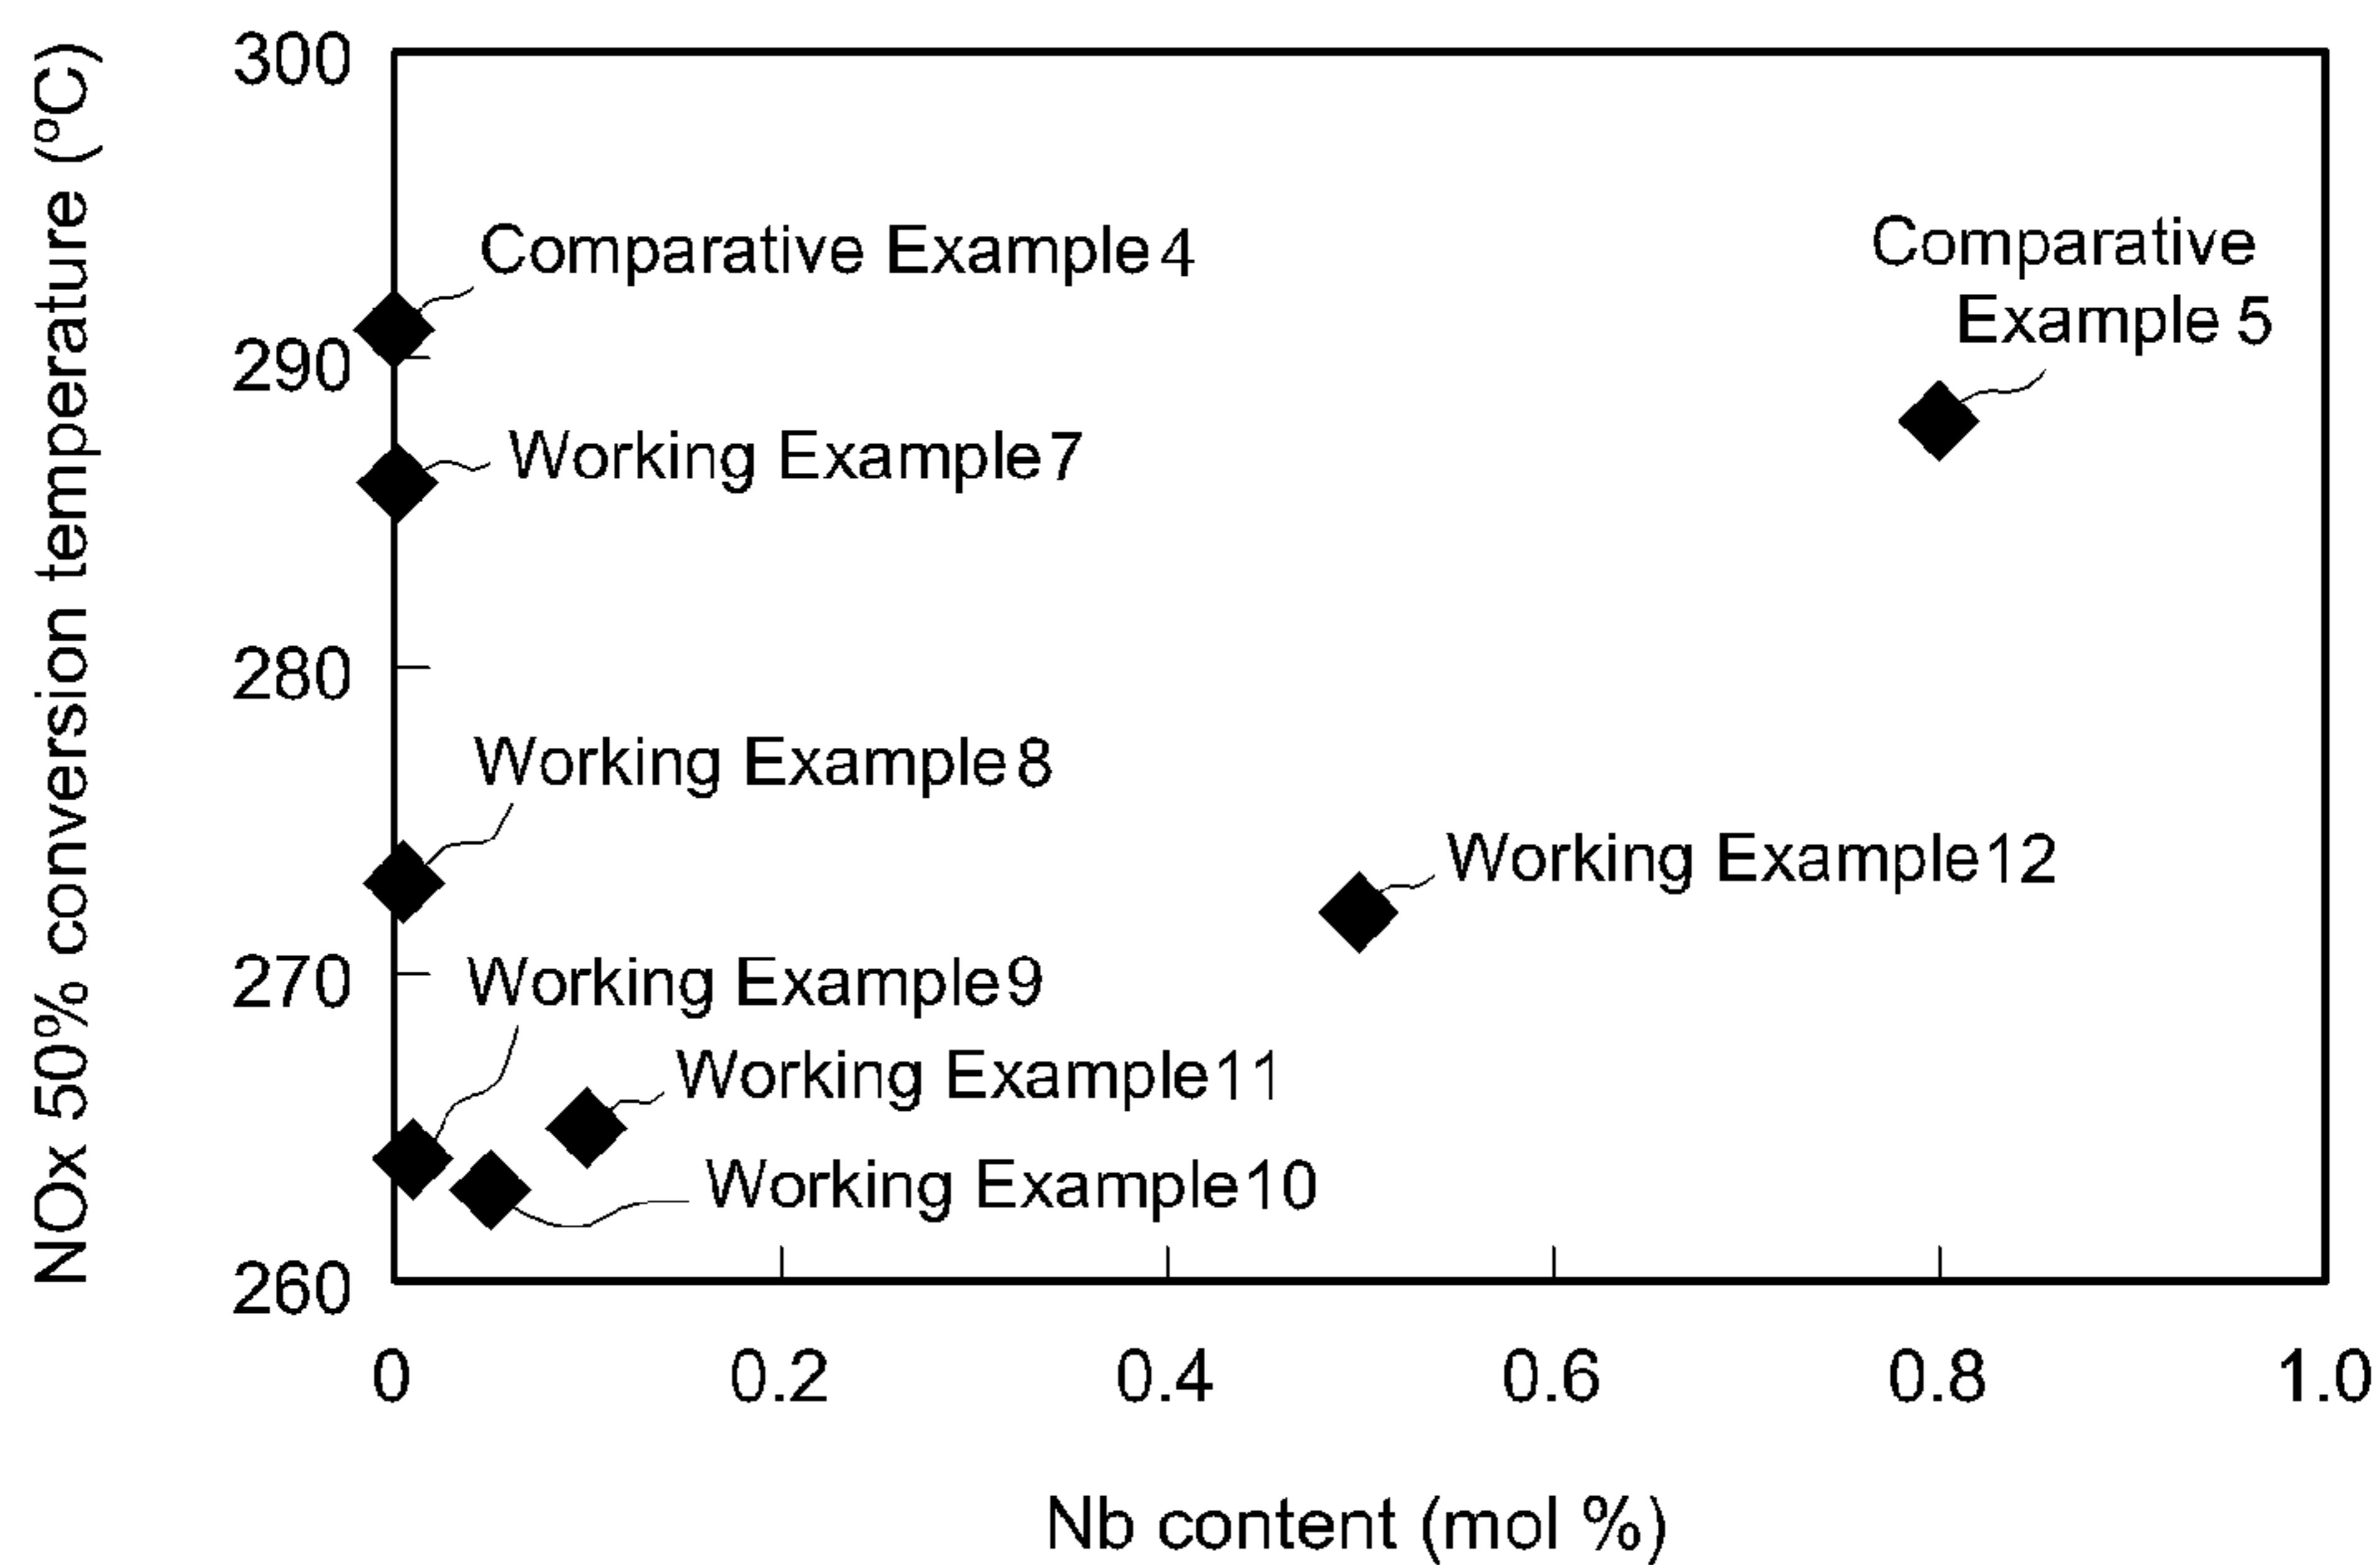 NOx 50% conversion temperature (ºC)
300
290
280
270
260
Comparative Example 4
Comparative
Example 5
Working Example 7
Working Example 8
Working Example 12
Working Example 9
Working Example 11
Working Example 10
0
0.2
0.4
0.6
0.8
1.0
Nb content (mol %)